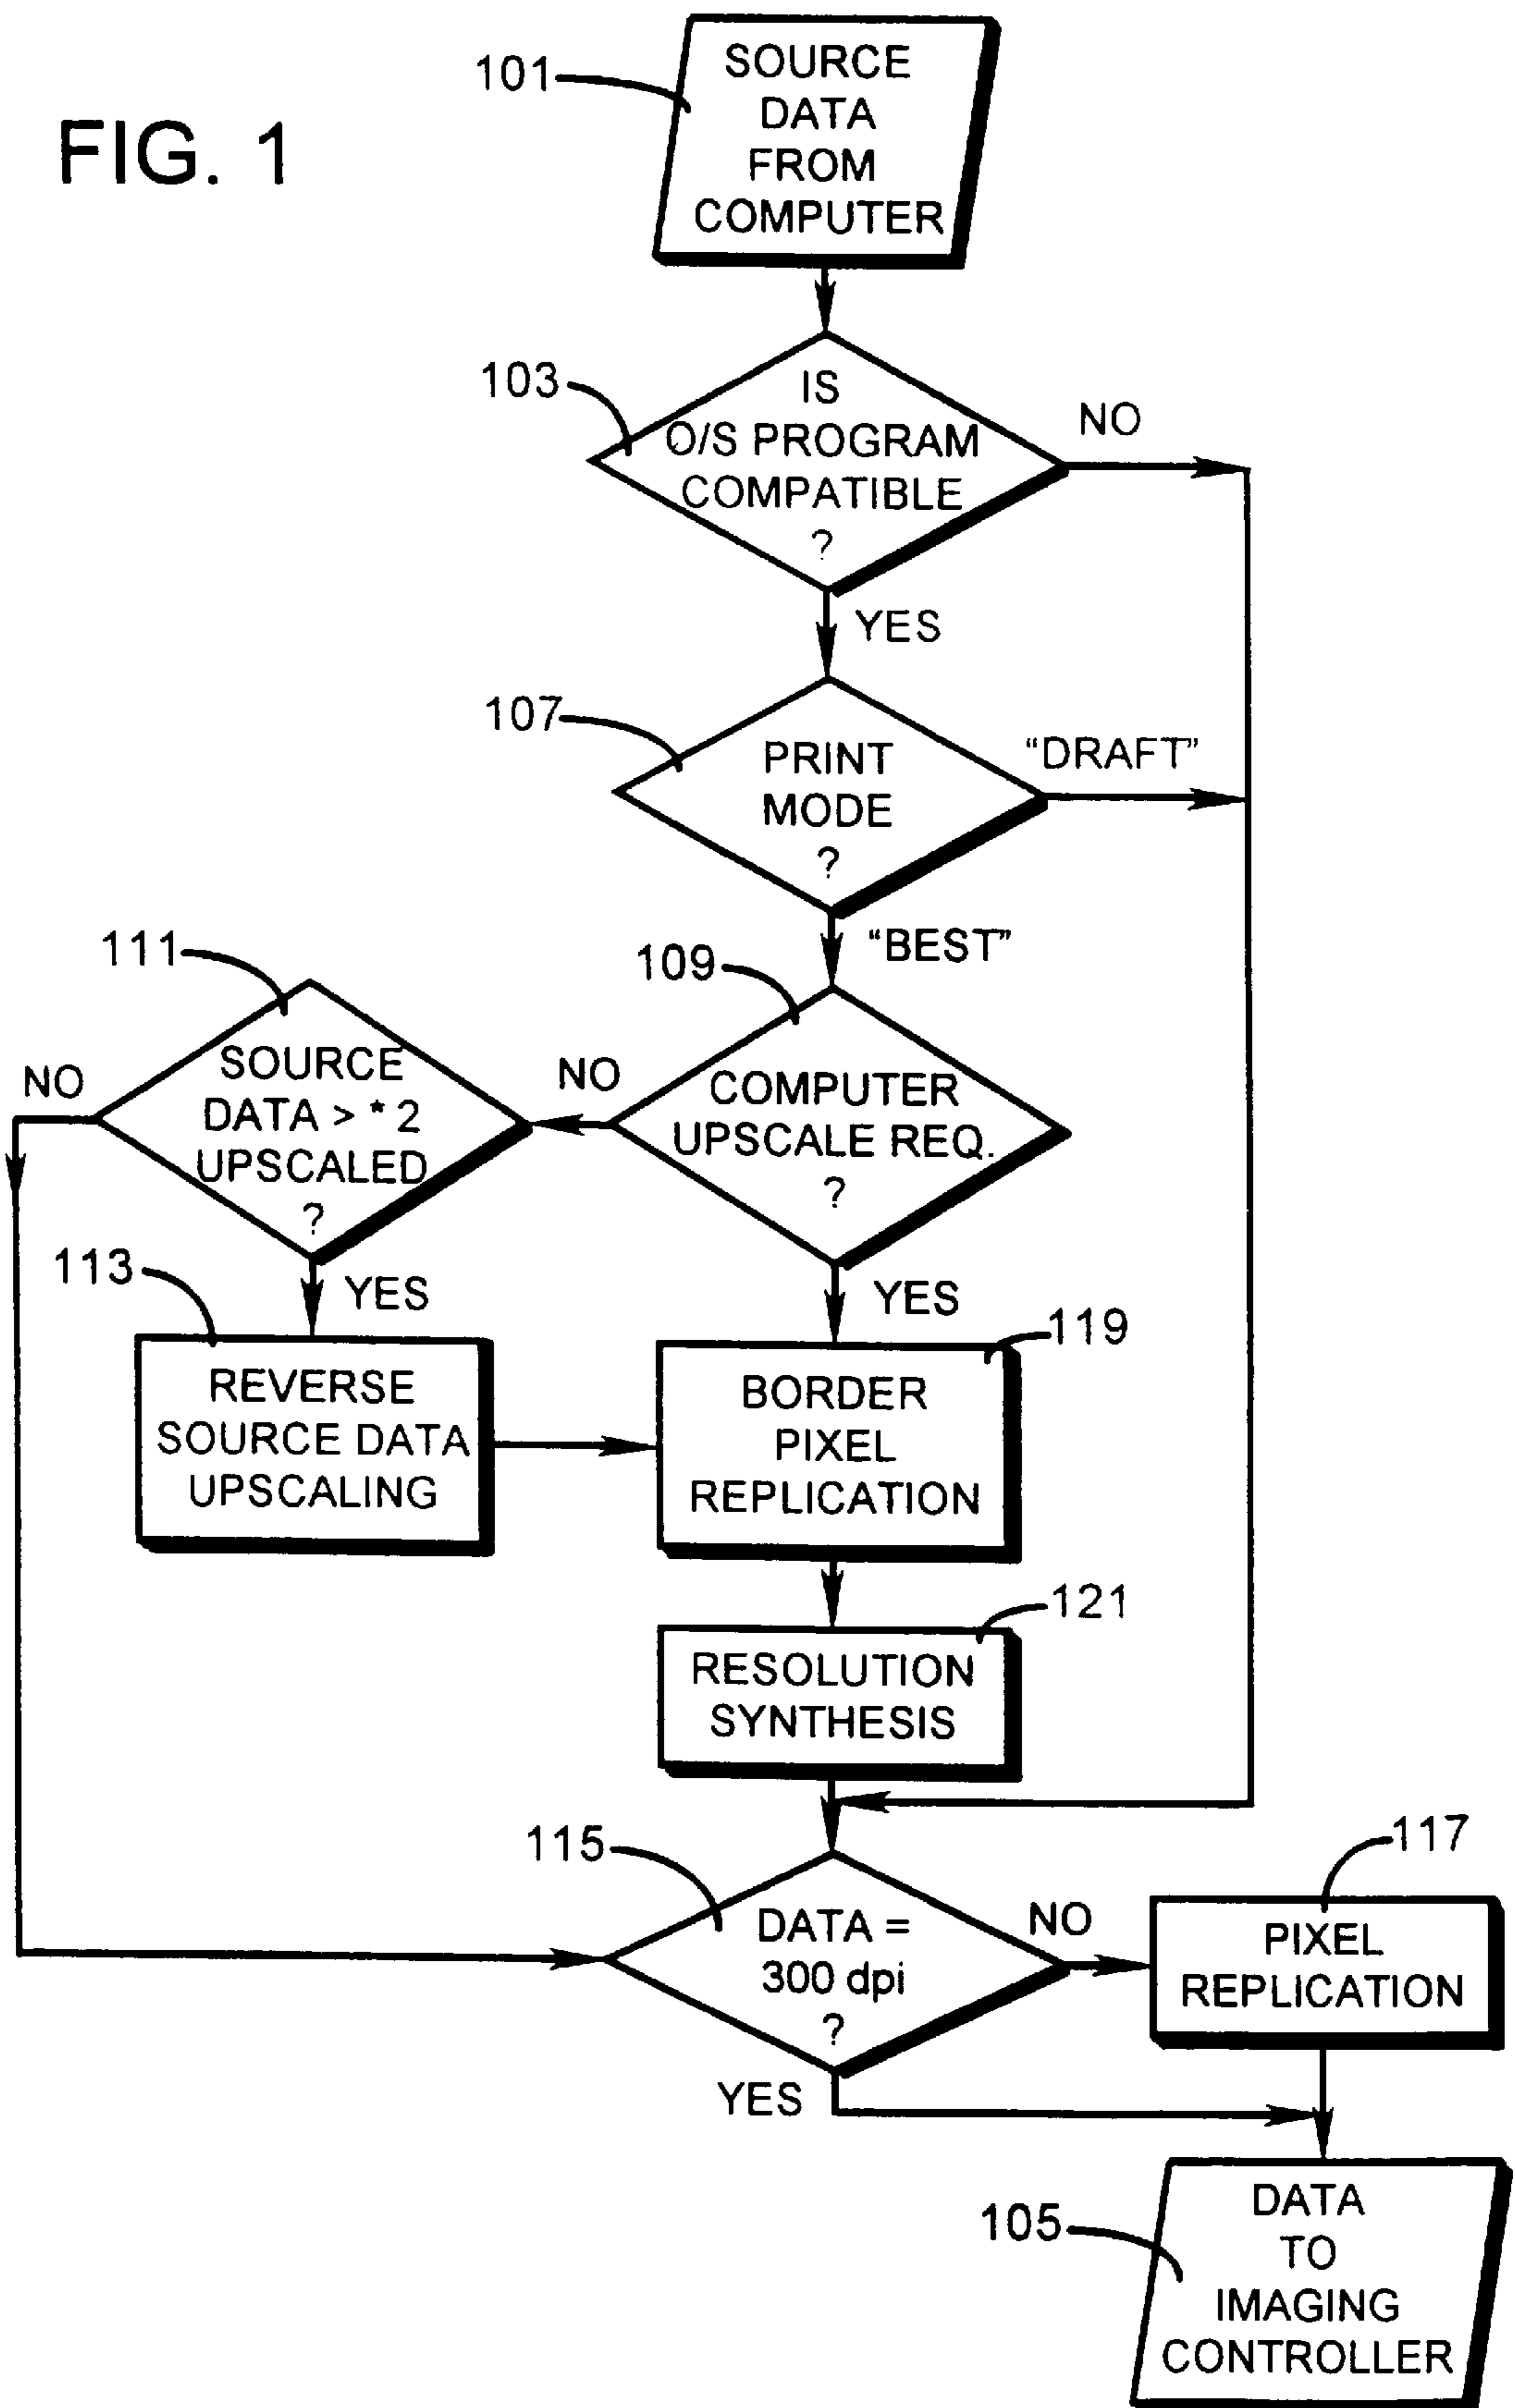 FIG. 1
101
SOURCE
DATA
FROM
COMPUTER
103
IS
O/S PROGRAM
COMPATIBLE
?
NO
YES
107
PRINT
MODE
?
“DRAFT”
“BEST”
109
COMPUTER
UPSCALE REQ.
?
NO
YES
111
SOURCE
DATA > * 2
UPSCALED
?
NO
YES
113
REVERSE
SOURCE DATA
UPSCALING
119
BORDER
PIXEL
REPLICATION
121
RESOLUTION
SYNTHESIS
115
DATA =
300 dpi
?
NO
YES
117
PIXEL
REPLICATION
105
DATA
TO
IMAGING
CONTROLLER